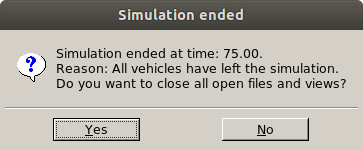 Simulation ended
Simulation ended at time: 75.00.
Reason: All vehicles have left the simulation.
Do you want to close all open files and views?
Yes
No